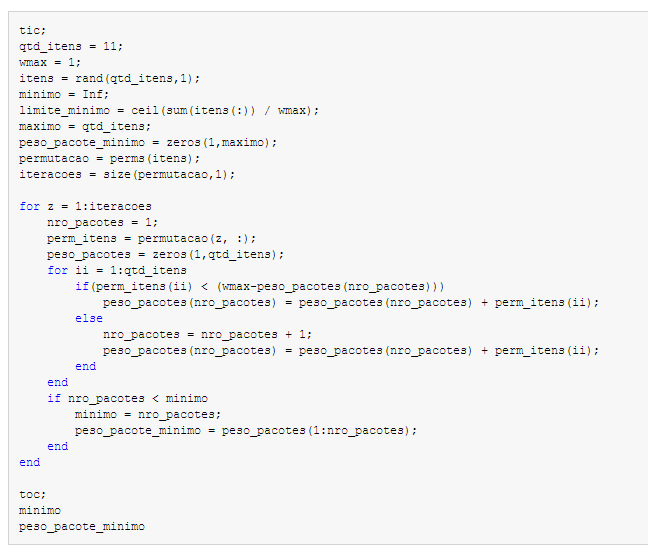 tic;
qtd_itens = 11;
wmax = 1;
itens = rand(qtd_itens,1);
minimo = Inf;
limite_minimo = ceil(sum(itens(:)) / wmax);
maximo = qtd_itens;
peso_pacote_minimo = zeros(1,maximo);
permutacao = perms(itens);
iteracoes = size(permutacao,1);

for z = 1:iteracoes
    nro_pacotes = 1;
    perm_itens = permutacao(z, :);
    peso_pacotes = zeros(1,qtd_itens);
    for ii = 1:qtd_itens
        if(perm_itens(ii) < (wmax-peso_pacotes(nro_pacotes)))
            peso_pacotes(nro_pacotes) = peso_pacotes(nro_pacotes) + perm_itens(ii);
        else
            nro_pacotes = nro_pacotes + 1;
            peso_pacotes(nro_pacotes) = peso_pacotes(nro_pacotes) + perm_itens(ii);
        end
    end
    if nro_pacotes < minimo
        minimo = nro_pacotes;
        peso_pacote_minimo = peso_pacotes(1:nro_pacotes);
    end
end

toc;
minimo
peso_pacote_minimo